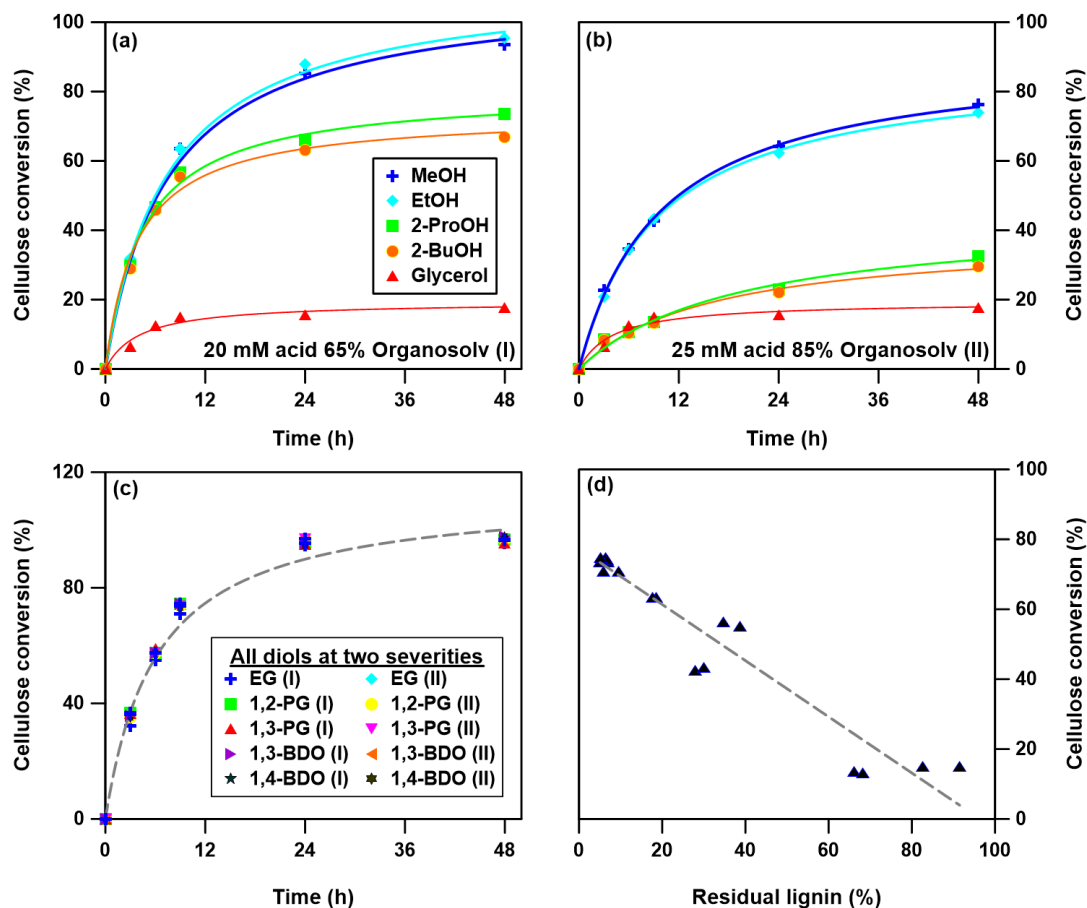 (a)
Cellulose conversion (%)
100
80
60
40
20
0
MeOH
EtOH
2-ProOH
2-BuOH
Glycerol
20 mM acid 65% Organosolv (I)
0 12 24 36 48
Time (h)
(b)
100
80
60
40
20
0
Cellulose concersion (%)
25 mM acid 85% Organosolv (II)
0 12 24 36 48
Time (h)
(c)
Cellulose conversion (%)
120
80
40
0
All diols at two severities
EG (I) EG (II)
1,2-PG (I) 1,2-PG (II)
1,3-PG (I) 1,3-PG (II)
1,3-BDO (I) 1,3-BDO (II)
1,4-BDO (I) 1,4-BDO (II)
0 12 24 36 48
Time (h)
(d)
100
80
60
40
20
0
Cellulose conversion (%)
0 20 40 60 80 100
Residual lignin (%)